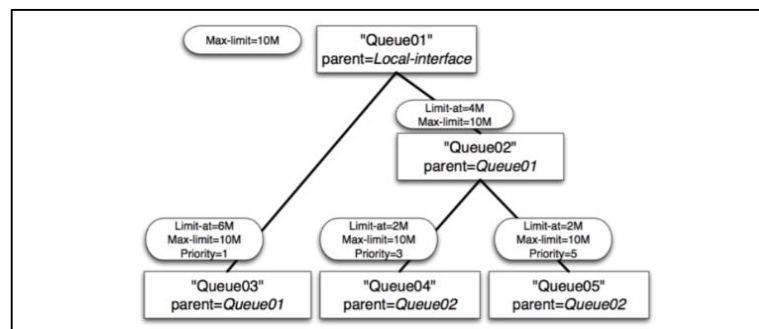 Max-limit=10M
"Queue01"
parent=Local-interface
Limit-at=4M
Max-limit=10M
"Queue02"
parent=Queue01
Limit-at=6M
Max-limit=10M
Priority=1
Limit-at=2M
Max-limit=10M
Priority=3
Limit-at=2M
Max-limit=10M
Priority=5
"Queue03"
parent=Queue01
"Queue04"
parent=Queue02
"Queue05"
parent=Queue02